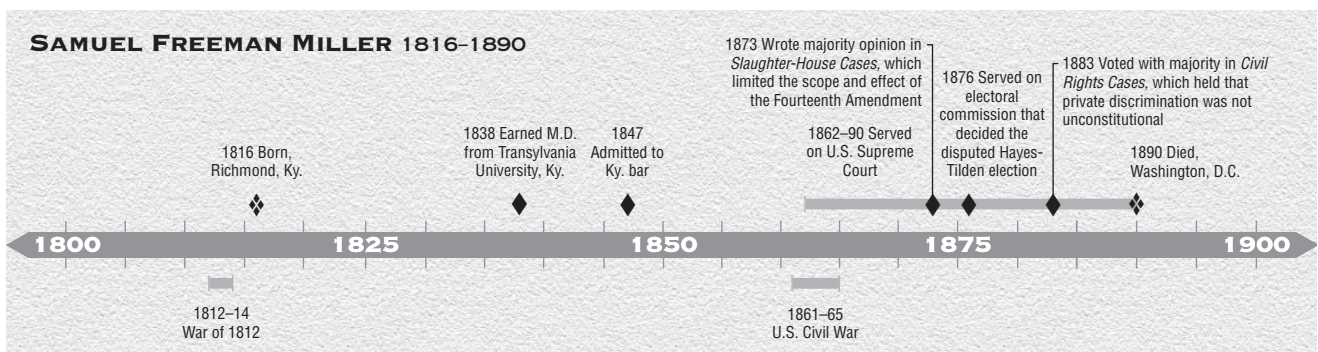 SAMUEL FREEMAN MILLER 1816–1890
1816 Born,
Richmond, Ky.
1838 Earned M.D.
from Transylvania
University, Ky.
1847
Admitted to
Ky. bar
1862–90 Served
on U.S. Supreme
Court
1873 Wrote majority opinion in
Slaughter-House Cases, which
limited the scope and effect of
the Fourteenth Amendment
1876 Served on
electoral
commission that
decided the
disputed Hayes-
Tilden election
1883 Voted with majority in Civil
Rights Cases, which held that
private discrimination was not
unconstitutional
1890 Died,
Washington, D.C.
1800 1825 1850 1875 1900
1812–14
War of 1812
1861–65
U.S. Civil War